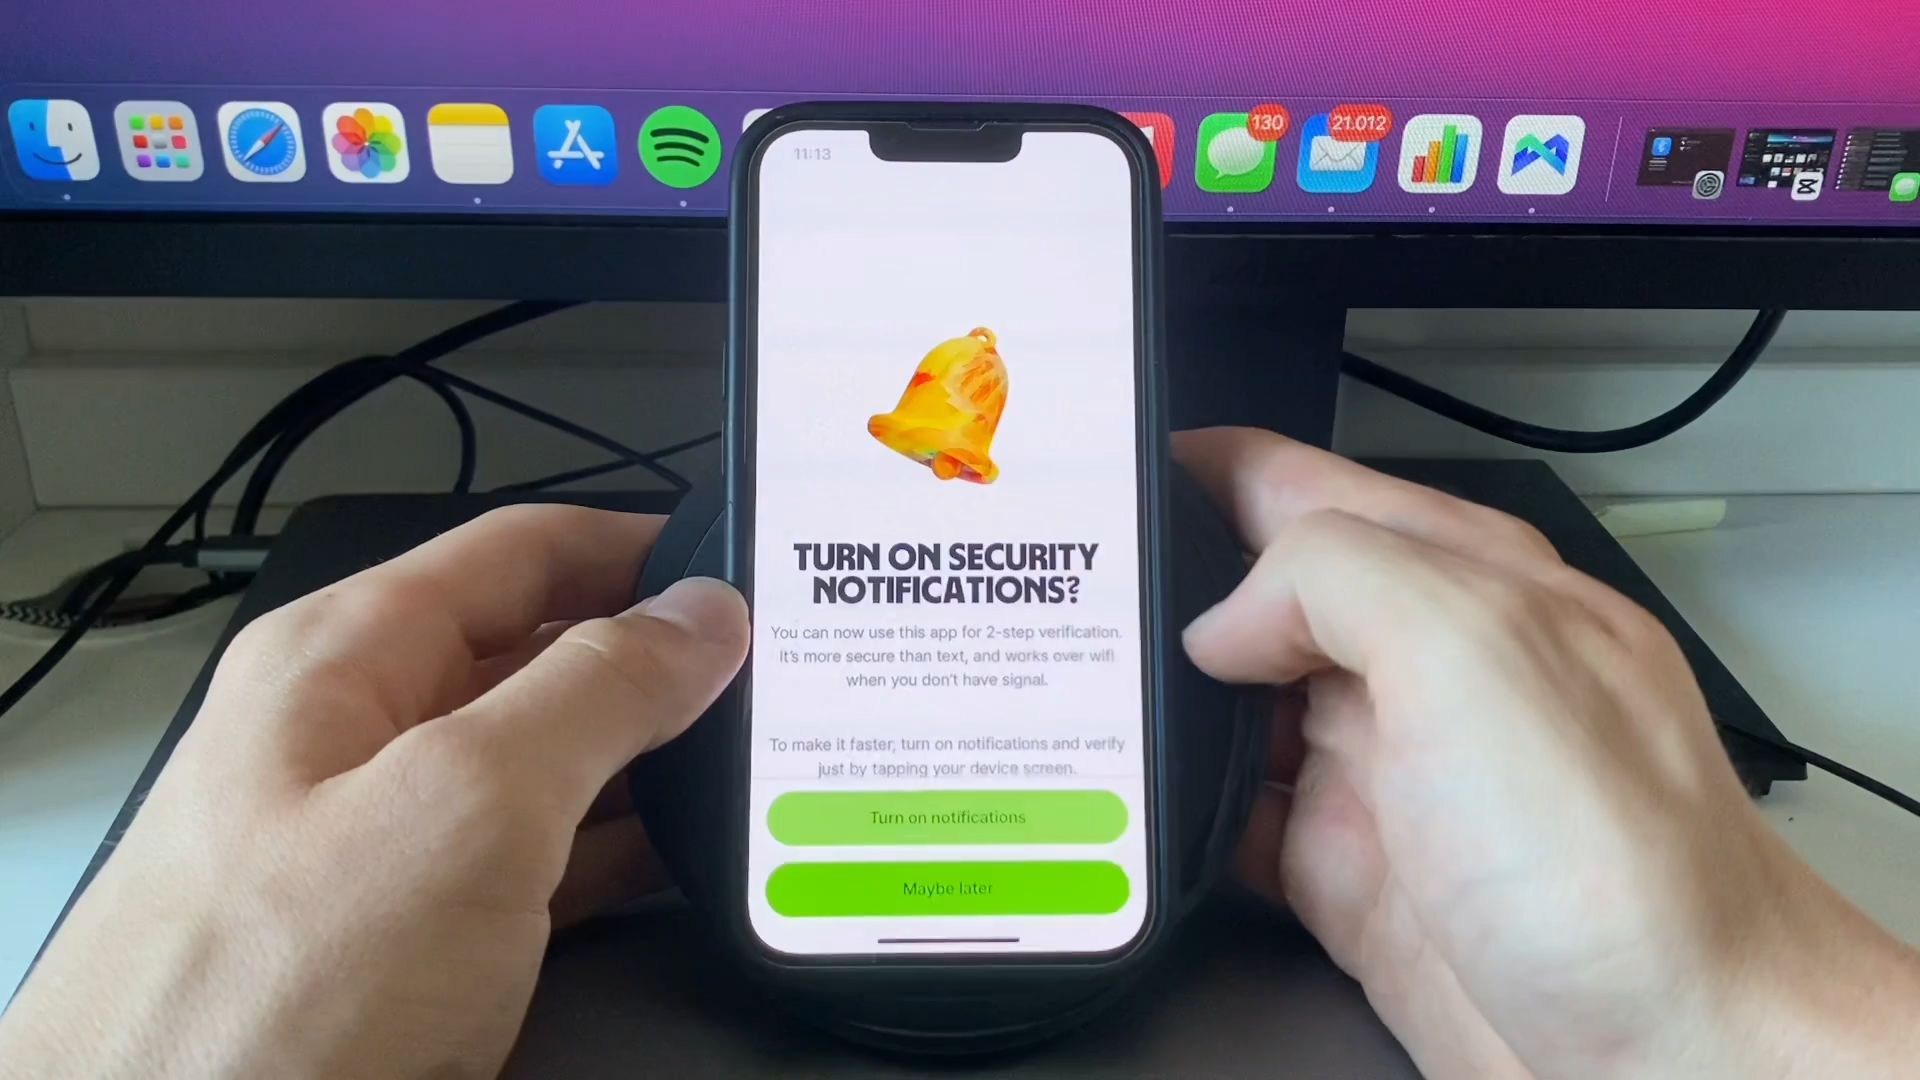 130
21.012
11:13
TURN ON SECURITY
NOTIFICATIONS?
You can now use this app for 2-step verification.
It's more secure than text, and works over wifi
when you don't have signal.
To make it faster, turn on notifications and verify
just by tapping your device screen.
Turn on notifications
Maybe later